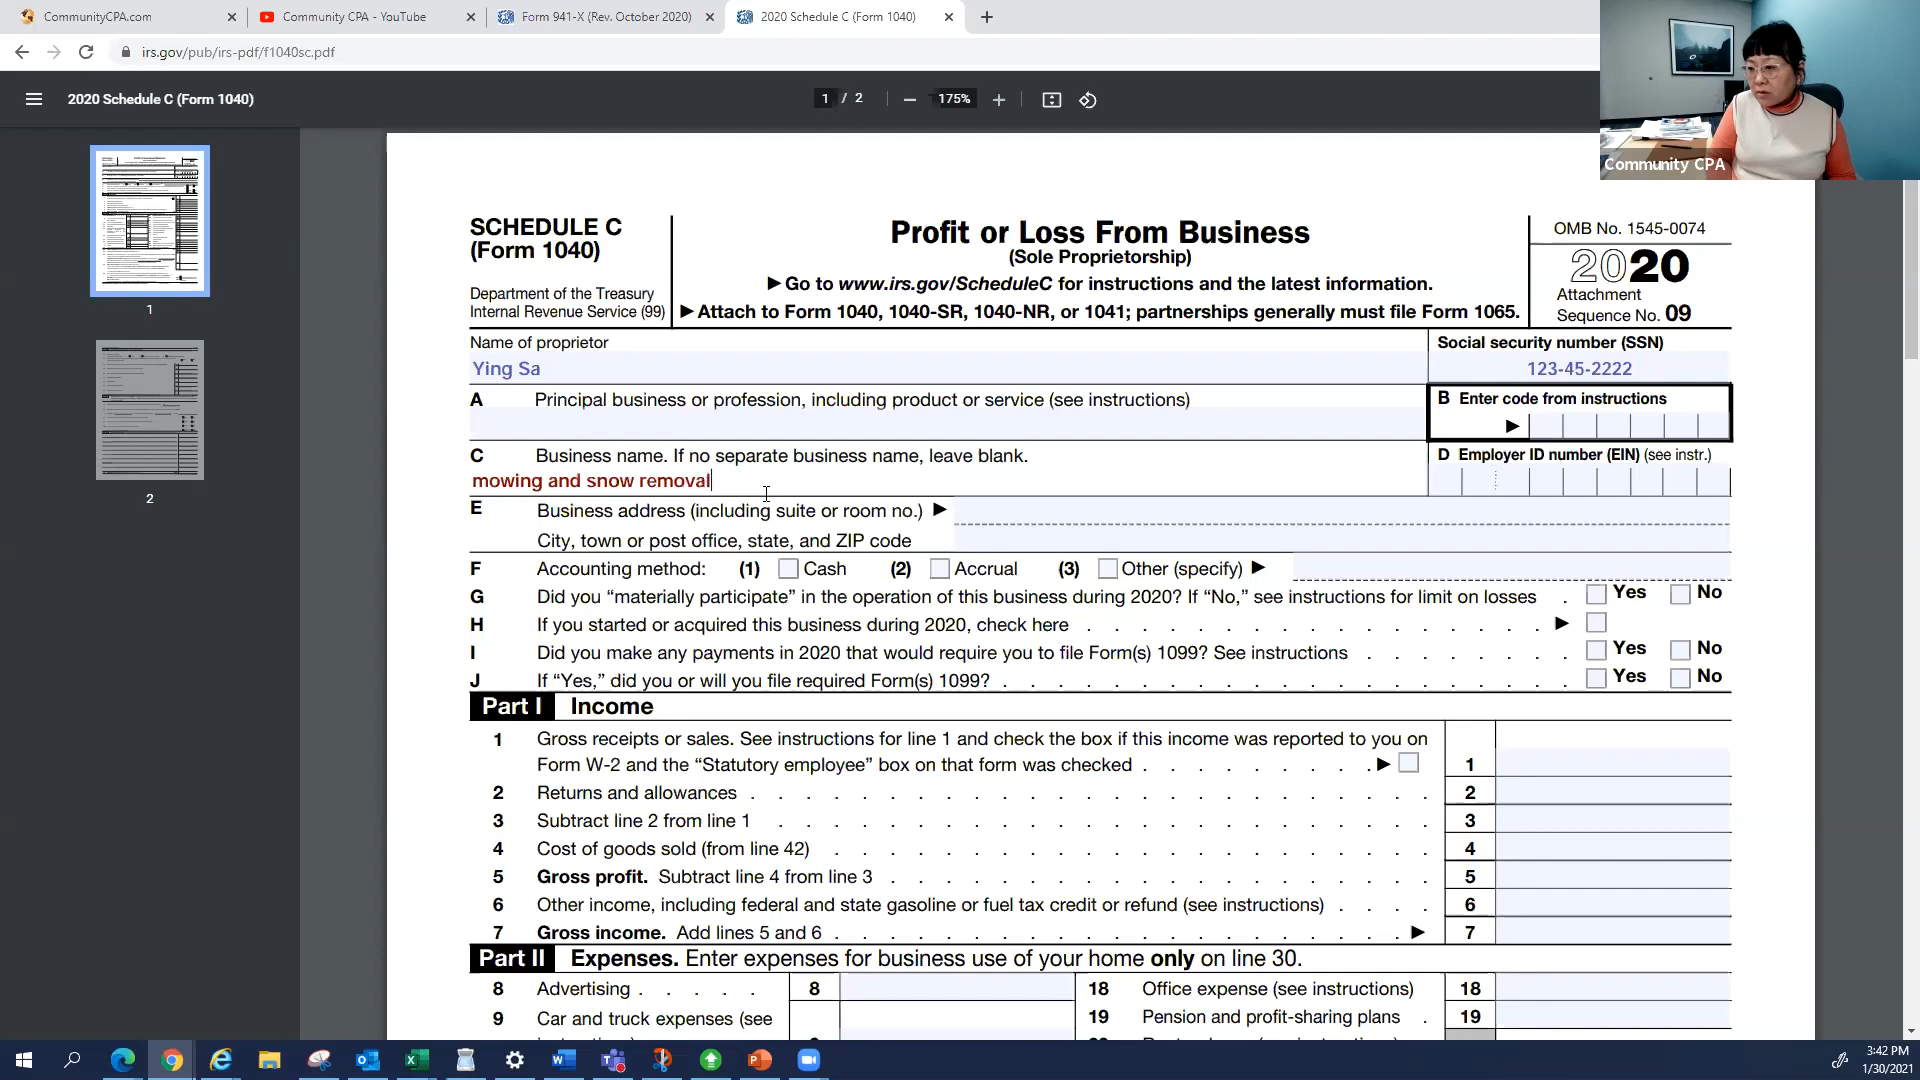 CommunityCPA.com
Community CPA - YouTube
Form 941-X (Rev. October 2020)
2020 Schedule C (Form 1040)
irs.gov/pub/irs-pdf/f1040sc.pdf
2020 Schedule C (Form 1040)
1 / 2
175%
Community CPA
1
2
SCHEDULE C
(Form 1040)
Department of the Treasury
Internal Revenue Service (99)
Profit or Loss From Business
(Sole Proprietorship)
▶ Go to www.irs.gov/ScheduleC for instructions and the latest information.
▶ Attach to Form 1040, 1040-SR, 1040-NR, or 1041; partnerships generally must file Form 1065.
OMB No. 1545-0074
2020
Attachment
Sequence No. 09
Name of proprietor
Ying Sa
Social security number (SSN)
123-45-2222
A Principal business or profession, including product or service (see instructions)
B Enter code from instructions
▶
C Business name. If no separate business name, leave blank.
mowing and snow removal
D Employer ID number (EIN) (see instr.)
E Business address (including suite or room no.) ▶
City, town or post office, state, and ZIP code
F Accounting method: (1) Cash (2) Accrual (3) Other (specify) ▶
G Did you “materially participate” in the operation of this business during 2020? If “No,” see instructions for limit on losses . Yes No
H If you started or acquired this business during 2020, check here . . . . . . . . . . . . . . . . . ▶
I Did you make any payments in 2020 that would require you to file Form(s) 1099? See instructions . . . . . . . . Yes No
J If “Yes,” did you or will you file required Form(s) 1099? . . . . . . . . . . . . . . . . . . . . . Yes No
Part I Income
1 Gross receipts or sales. See instructions for line 1 and check the box if this income was reported to you on
Form W-2 and the “Statutory employee” box on that form was checked . . . . . . . . . ▶ 1
2 Returns and allowances . . . . . . . . . . . . . . . . . . . . . . . . . 2
3 Subtract line 2 from line 1 . . . . . . . . . . . . . . . . . . . . . . . . 3
4 Cost of goods sold (from line 42) . . . . . . . . . . . . . . . . . . . . . . 4
5 Gross profit. Subtract line 4 from line 3 . . . . . . . . . . . . . . . . . . . . 5
6 Other income, including federal and state gasoline or fuel tax credit or refund (see instructions) . . . . 6
7 Gross income. Add lines 5 and 6 . . . . . . . . . . . . . . . . . . . . . ▶ 7
Part II Expenses. Enter expenses for business use of your home only on line 30.
8 Advertising . . . . . 8
18 Office expense (see instructions) 18
9 Car and truck expenses (see
19 Pension and profit-sharing plans . 19
3:42 PM
1/30/2021